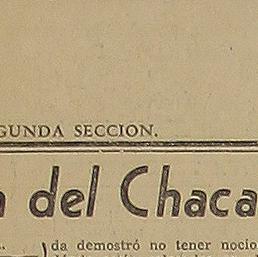 GUNDA SECCION.
del Chaca
da demostró no tener nocio